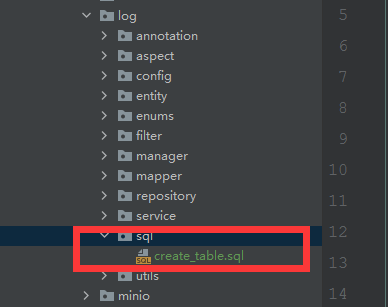 log
5
annotation
6
aspect
config
7
entity
8
enums
filter
9
manager
mapper
10
repository
11
service
sql
12
SQL
create_table.sql
13
utils
minio
14